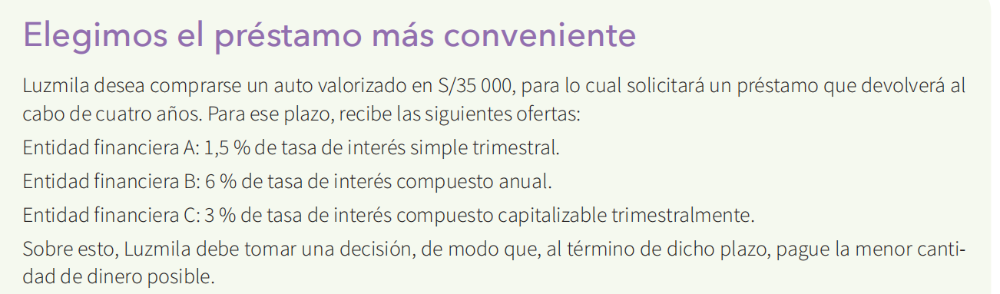 Elegimos el préstamo más conveniente
Luzmila desea comprarse un auto valorizado en S/35 000, para lo cual solicitará un préstamo que devolverá al
cabo de cuatro años. Para ese plazo, recibe las siguientes ofertas:
Entidad financiera A: 1,5 % de tasa de interés simple trimestral.
Entidad financiera B: 6 % de tasa de interés compuesto anual.
Entidad financiera C: 3 % de tasa de interés compuesto capitalizable trimestralmente.
Sobre esto, Luzmila debe tomar una decisión, de modo que, al término de dicho plazo, pague la menor canti-
dad de dinero posible.